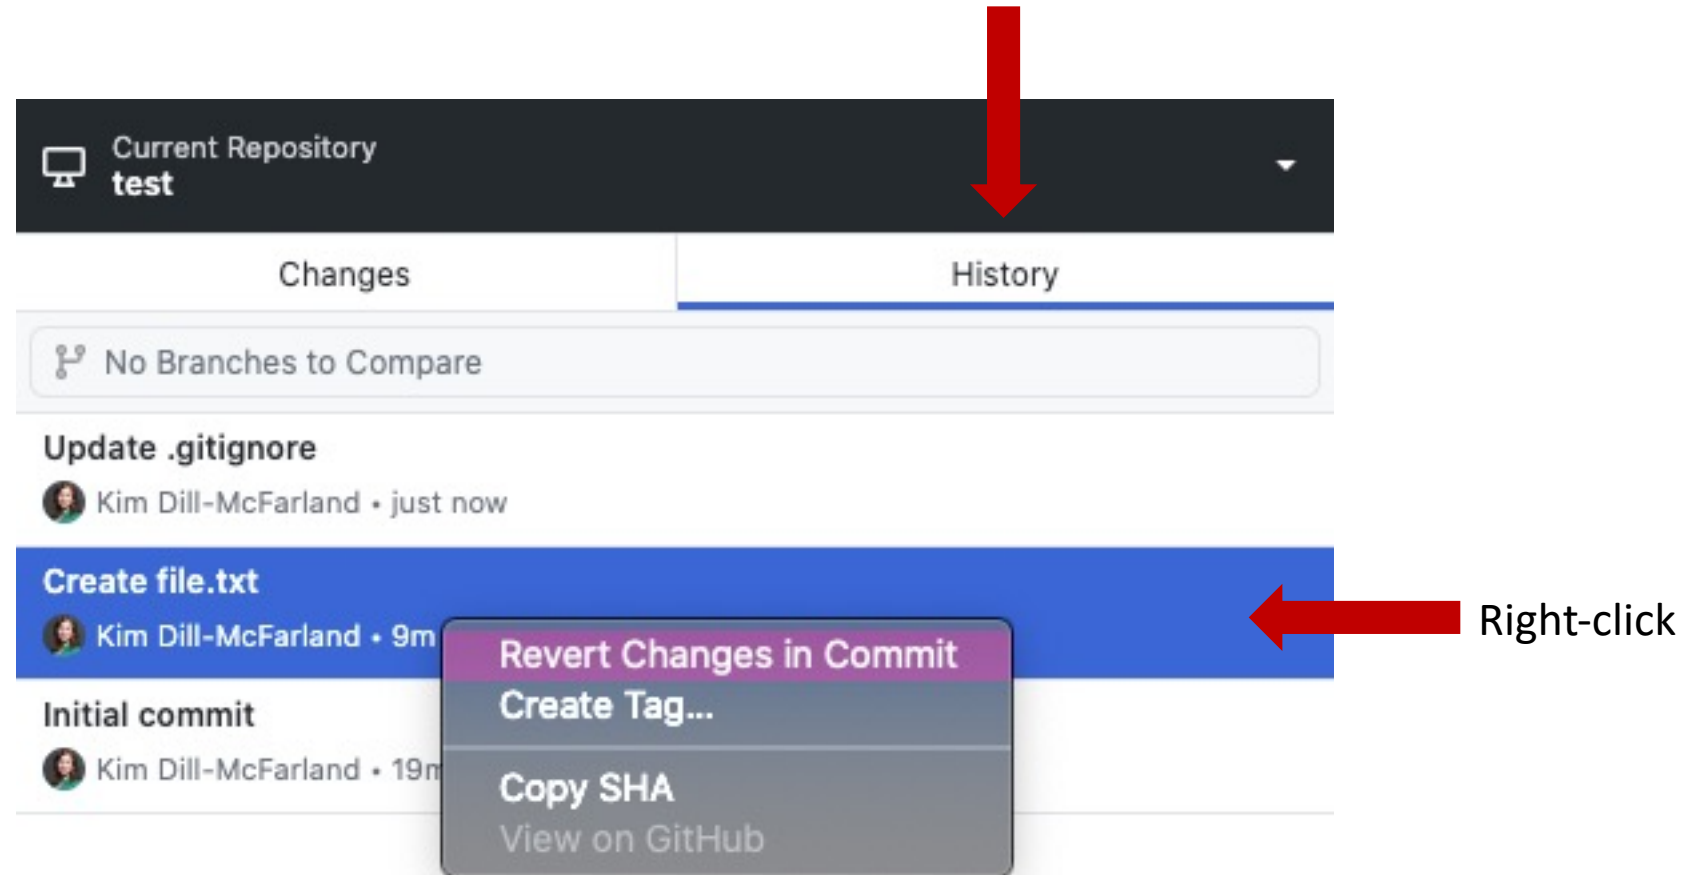 Current Repository
test
Changes
History
No Branches to Compare
Update .gitignore
Kim Dill-McFarland • just now
Create file.txt
Kim Dill-McFarland • 9m
Right-click
Revert Changes in Commit
Create Tag...
Initial commit
Kim Dill-McFarland • 19m
Copy SHA
View on GitHub